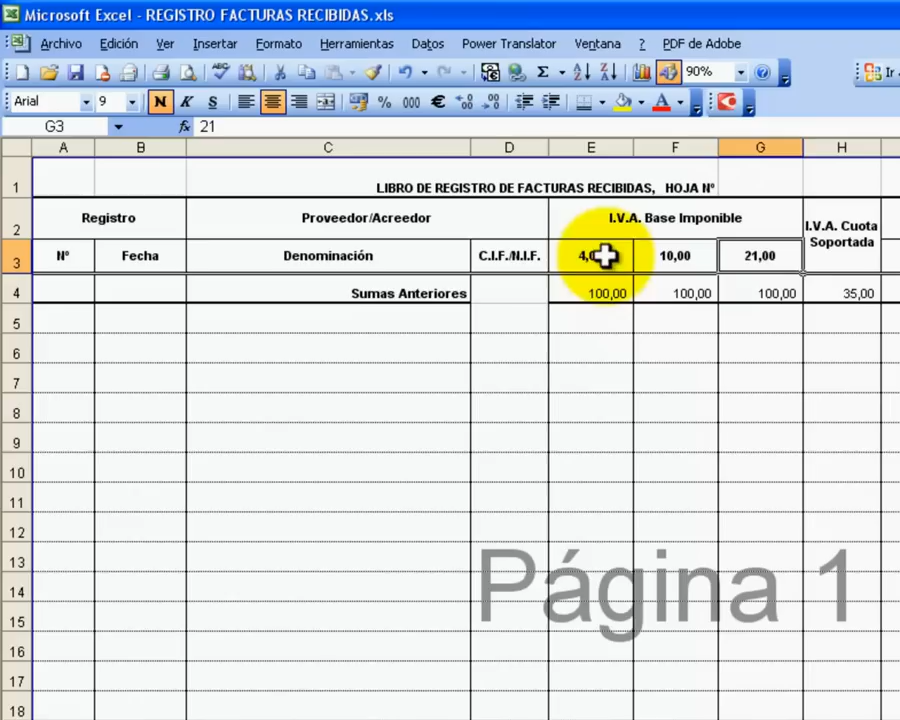 Microsoft Excel - REGISTRO FACTURAS RECIBIDAS.xls
Archivo Edición Ver Insertar Formato Herramientas Datos Power Translator Ventana ? PDF de Adobe
Σ 90% Ir
Arial 9 N K S % 000 €
G3 fx 21
A B C D E F G H
1 LIBRO DE REGISTRO DE FACTURAS RECIBIDAS, HOJA Nº
2 Registro Proveedor/Acreedor I.V.A. Base Imponible I.V.A. Cuota Soportada
3 Nº Fecha Denominación C.I.F./N.I.F. 10,00 21,00
4 Sumas Anteriores 100,00 100,00 100,00 35,00
5
6
7
8
9
10
11
12
13
14
15
16
17
18
Página 1